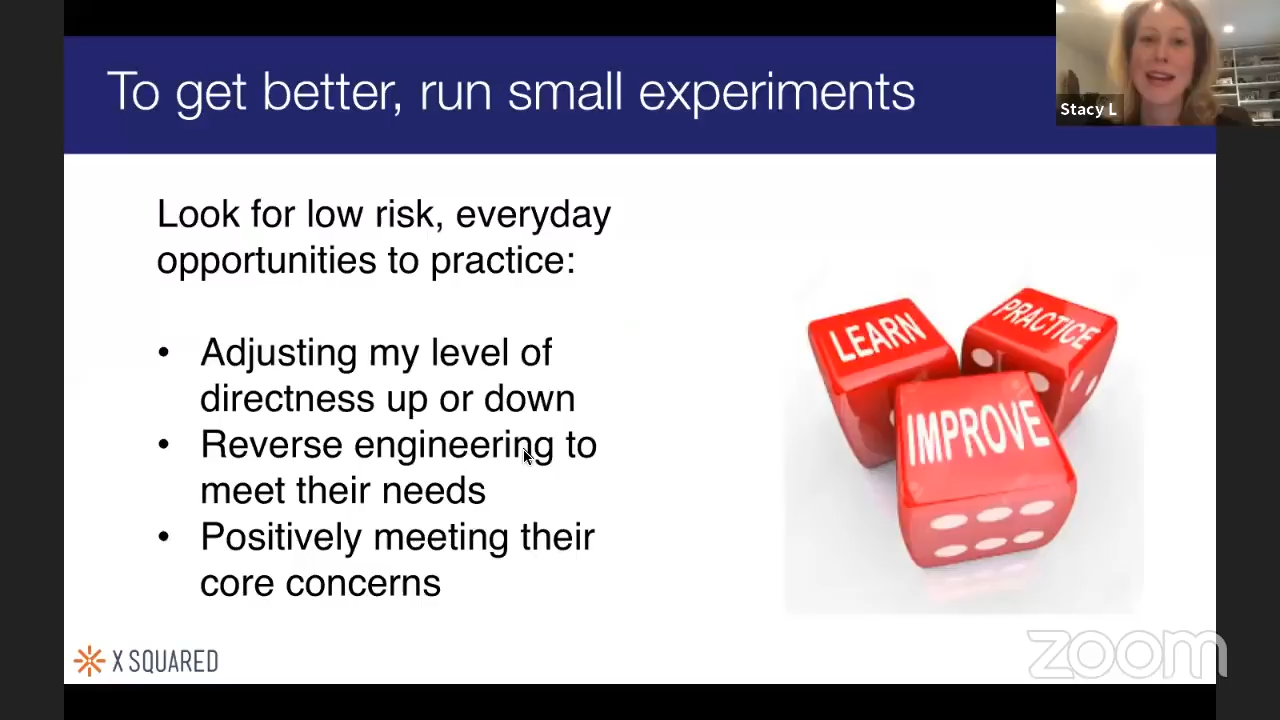 To get better, run small experiments
Stacy L
Look for low risk, everyday
opportunities to practice:
• Adjusting my level of
directness up or down
• Reverse engineering to
meet their needs
• Positively meeting their
core concerns
LEARN
PRACTICE
IMPROVE
X SQUARED
zoom